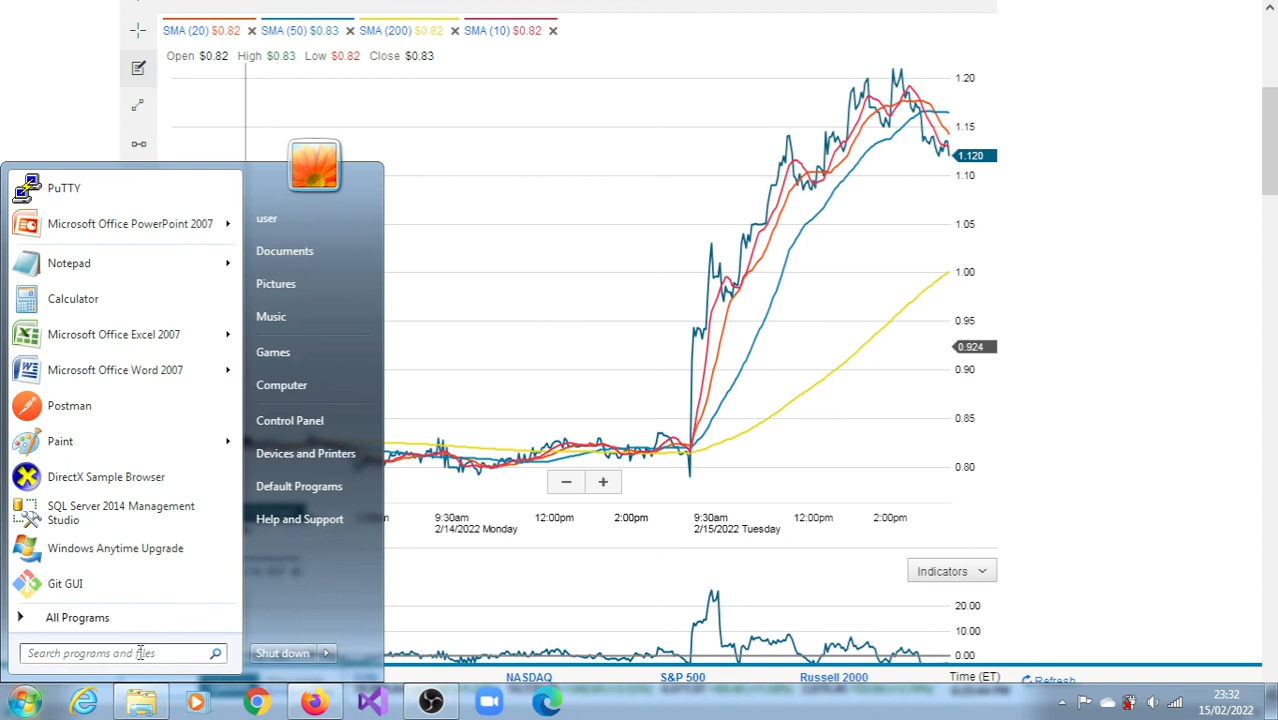 SMA (20) $0.82
SMA (50) $0.83
SMA (200) $0.82
SMA (10) $0.82
Open $0.82 High $0.83 Low $0.82 Close $0.83
1.20
1.15
1.120
1.10
1.05
1.00
0.95
0.924
0.90
0.85
0.80
PuTTY
Microsoft Office PowerPoint 2007
Notepad
Calculator
Microsoft Office Excel 2007
Microsoft Office Word 2007
Postman
Paint
DirectX Sample Browser
SQL Server 2014 Management
Studio
Windows Anytime Upgrade
Git GUI
All Programs
Search programs and files
user
Documents
Pictures
Music
Games
Computer
Control Panel
Devices and Printers
Default Programs
Help and Support
Shut down
9:30am 12:00pm 2:00pm 9:30am 12:00pm 2:00pm
2/14/2022 Monday 2/15/2022 Tuesday
Indicators
20.00
10.00
0.00
NASDAQ S&P 500 Russell 2000 Time (ET)
Refresh
23:32
15/02/2022